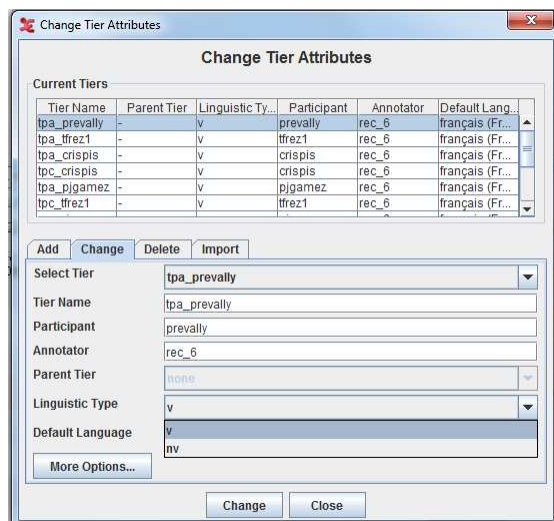 Change Tier Attributes
Change Tier Attributes
Current Tiers
Tier Name Parent Tier Linguistic Ty... Participant Annotator Default Lang...
tpa_prevally - v prevally rec_6 français (Fr...
tpa_tfrez1 - v tfrez1 rec_6 français (Fr...
tpa_crispis - v crispis rec_6 français (Fr...
tpc_crispis - v crispis rec_6 français (Fr...
tpa_pjgamez - v pjgamez rec_6 français (Fr...
tpc_tfrez1 - v tfrez1 rec_6 français (Fr...
Add Change Delete Import
Select Tier tpa_prevally
Tier Name tpa_prevally
Participant prevally
Annotator rec_6
Parent Tier none
Linguistic Type v
Default Language v
nv
More Options...
Change Close